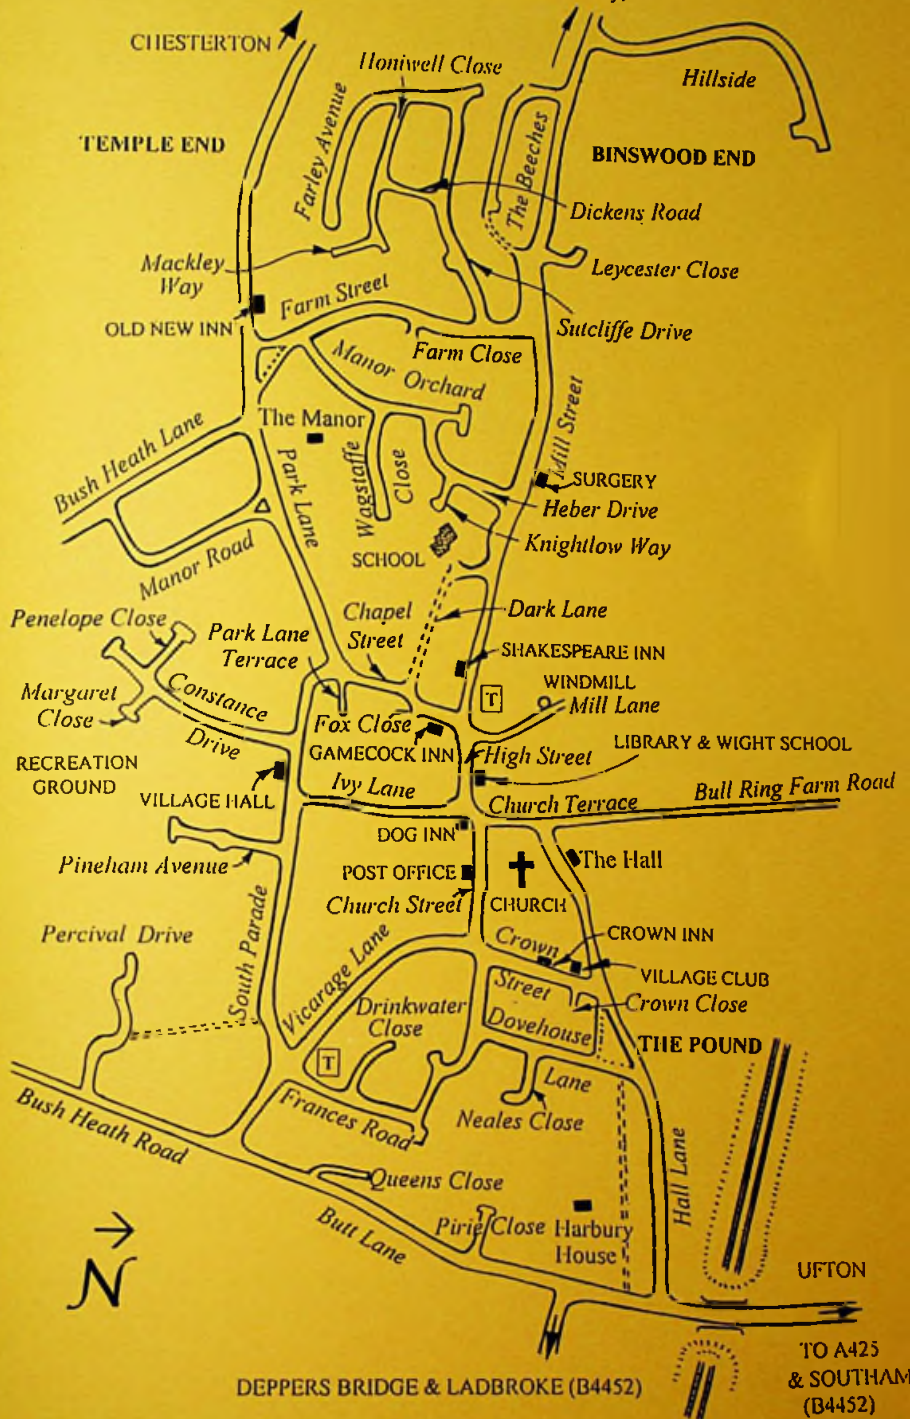 CHESTERTON
Honiwell Close
Hillside
Farley Avenue
TEMPLE END
The Beeches
BINSWOOD END
Dickens Road
Mackley
Way
Leycester Close
Farm Street
OLD NEW INN
Sutcliffe Drive
Farm Close
Manor Orchard
Mill Street
Bush Heath Lane
The Manor
Park Lane
Wagstaffe
Close
SURGERY
Heber Drive
Knightlow Way
Manor Road
SCHOOL
Dark Lane
Penelope Close
Park Lane
Terrace
Chapel
Street
SHAKESPEARE INN
WINDMILL
T
Mill Lane
Margaret
Close
Constance
Drive
Fox Close
GAMECOCK INN
High Street
LIBRARY & WIGHT SCHOOL
RECREATION
GROUND
VILLAGE HALL
Ivy Lane
Church Terrace
Bull Ring Farm Road
DOG INN
Pineham Avenue
POST OFFICE
The Hall
Church Street
CHURCH
Percival Drive
South Parade
Vicarage Lane
Crown
Street
CROWN INN
VILLAGE CLUB
Crown Close
Drinkwater
Close
Dovehouse
Lane
THE POUND
T
Frances Road
Neales Close
Bush Heath Road
Hall Lane
Queens Close
Butt Lane
Pirie Close
Harbury
House
N
UFTON
TO A425
& SOUTHAM
(B4452)
DEPPERS BRIDGE & LADBROKE (B4452)